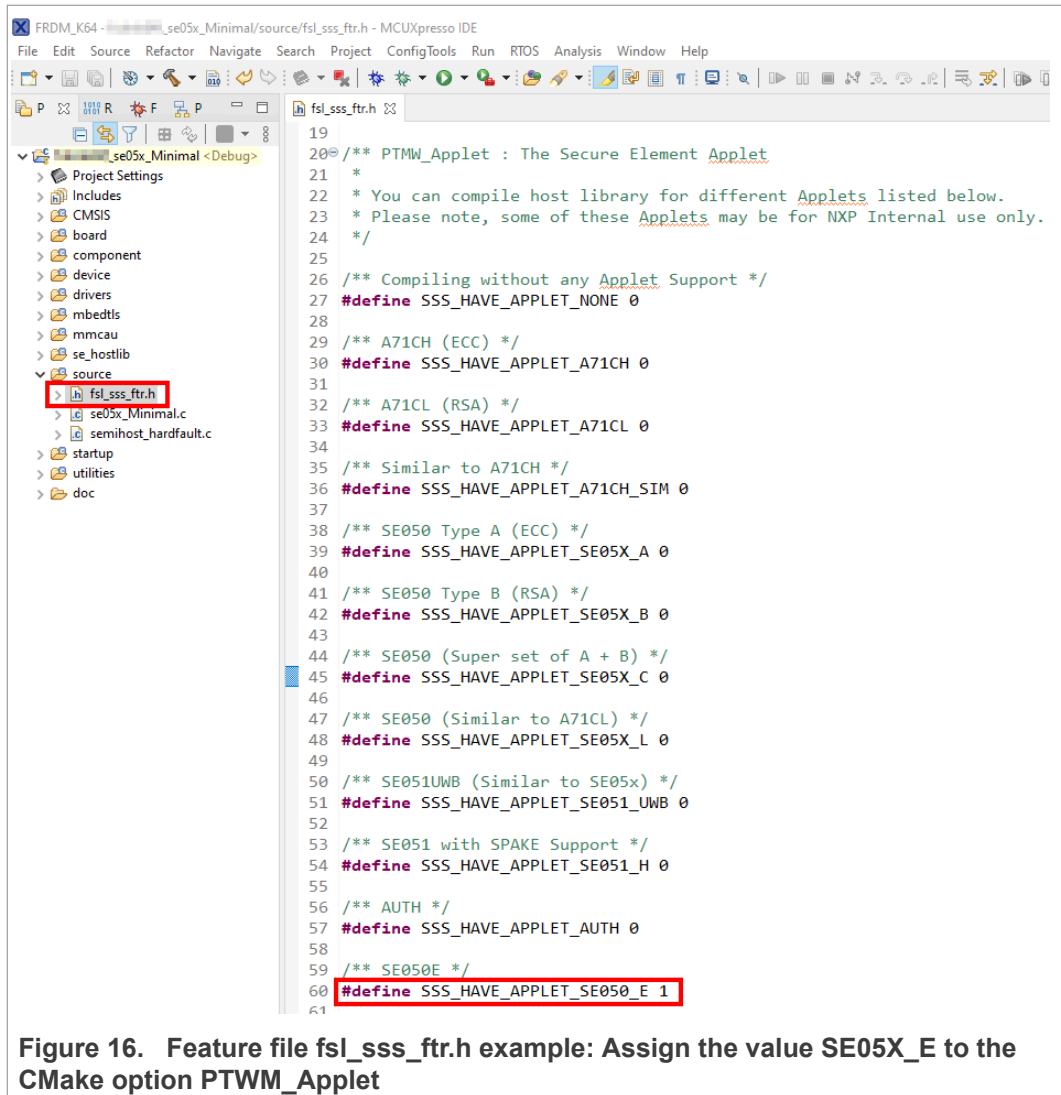 FRDM_K64 - _se05x_Minimal/source/fsl_sss_ftr.h - MCUXpresso IDE
File Edit Source Refactor Navigate Search Project ConfigTools Run RTOS Analysis Window Help
P R F P
fsl_sss_ftr.h
_se05x_Minimal <Debug>
Project Settings
Includes
CMSIS
board
component
device
drivers
mbedtls
mmcau
se_hostlib
source
fsl_sss_ftr.h
se05x_Minimal.c
semihost_hardfault.c
startup
utilities
doc
19
20 /** PTMW_Applet : The Secure Element Applet
21 *
22 * You can compile host library for different Applets listed below.
23 * Please note, some of these Applets may be for NXP Internal use only.
24 */
25
26 /** Compiling without any Applet Support */
27 #define SSS_HAVE_APPLET_NONE 0
28
29 /** A71CH (ECC) */
30 #define SSS_HAVE_APPLET_A71CH 0
31
32 /** A71CL (RSA) */
33 #define SSS_HAVE_APPLET_A71CL 0
34
35 /** Similar to A71CH */
36 #define SSS_HAVE_APPLET_A71CH_SIM 0
37
38 /** SE050 Type A (ECC) */
39 #define SSS_HAVE_APPLET_SE05X_A 0
40
41 /** SE050 Type B (RSA) */
42 #define SSS_HAVE_APPLET_SE05X_B 0
43
44 /** SE050 (Super set of A + B) */
45 #define SSS_HAVE_APPLET_SE05X_C 0
46
47 /** SE050 (Similar to A71CL) */
48 #define SSS_HAVE_APPLET_SE05X_L 0
49
50 /** SE051UWB (Similar to SE05x) */
51 #define SSS_HAVE_APPLET_SE051_UWB 0
52
53 /** SE051 with SPAKE Support */
54 #define SSS_HAVE_APPLET_SE051_H 0
55
56 /** AUTH */
57 #define SSS_HAVE_APPLET_AUTH 0
58
59 /** SE050E */
60 #define SSS_HAVE_APPLET_SE050_E 1
61
Figure 16. Feature file fsl_sss_ftr.h example: Assign the value SE05X_E to the
CMake option PTWM_Applet